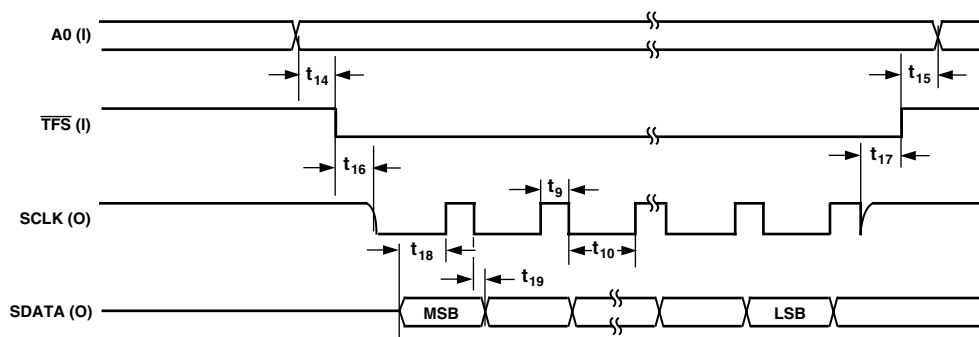 A0 (I)
t14
t15
TFS (I)
t16
t17
t9
SCLK (O)
t18
t10
t19
SDATA (O)
MSB
LSB